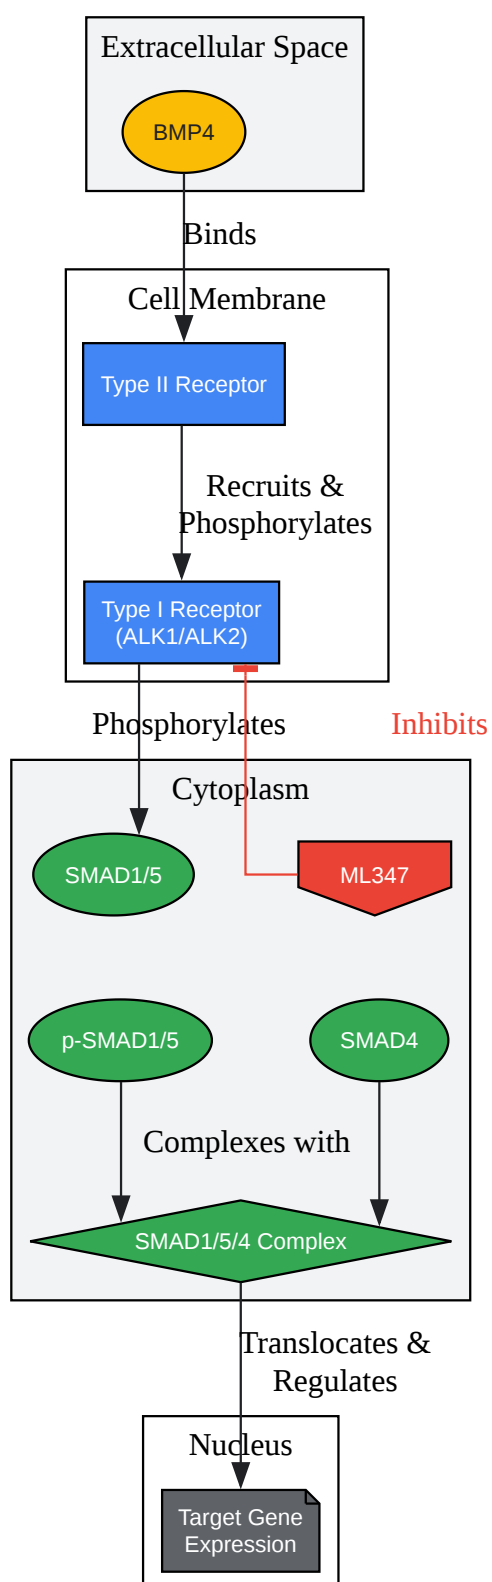 Extracellular Space
BMP4
Binds
Cell Membrane
Type II Receptor
Recruits &
Phosphorylates
Type I Receptor
(ALK1/ALK2)
Phosphorylates
Inhibits
Cytoplasm
SMAD1/5
ML347
p-SMAD1/5
SMAD4
Complexes with
SMAD1/5/4 Complex
Translocates &
Regulates
Nucleus
Target Gene
Expression